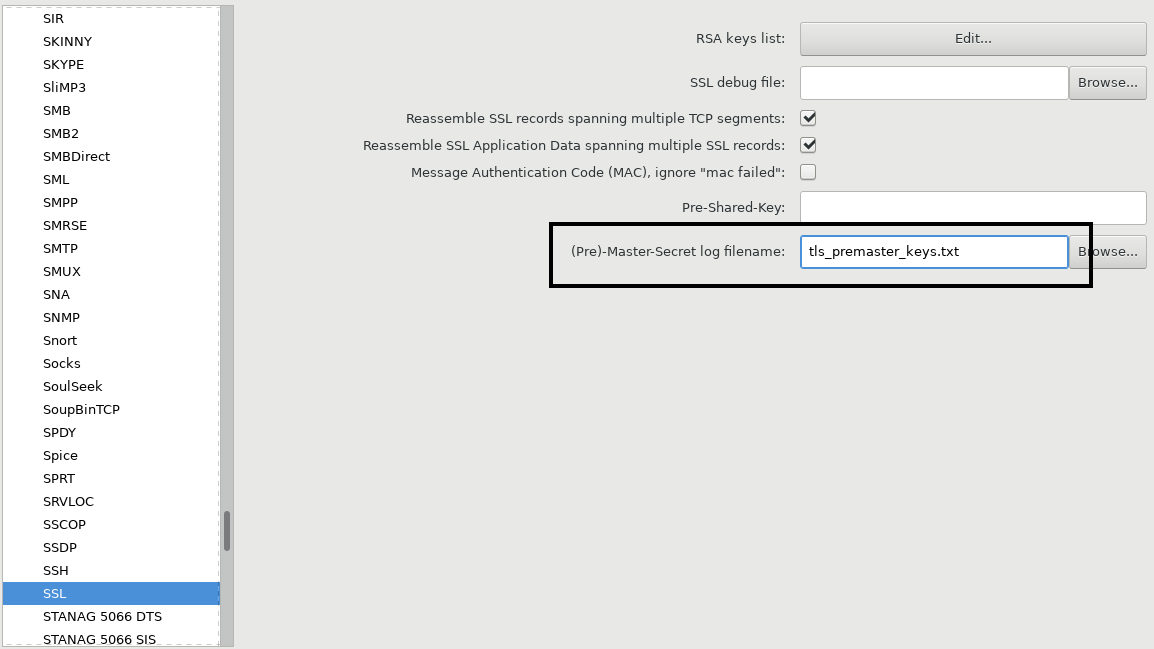 SIR
SKINNY
SKYPE
SliMP3
SMB
SMB2
SMBDirect
SML
SMPP
SMRSE
SMTP
SMUX
SNA
SNMP
Snort
Socks
SoulSeek
SoupBinTCP
SPDY
Spice
SPRT
SRVLOC
SSCOP
SSDP
SSH
SSL
STANAG 5066 DTS
STANAG 5066 SIS
RSA keys list: Edit...
SSL debug file: Browse...
Reassemble SSL records spanning multiple TCP segments:
Reassemble SSL Application Data spanning multiple SSL records:
Message Authentication Code (MAC), ignore "mac failed":
Pre-Shared-Key:
(Pre)-Master-Secret log filename: tls_premaster_keys.txt Browse...